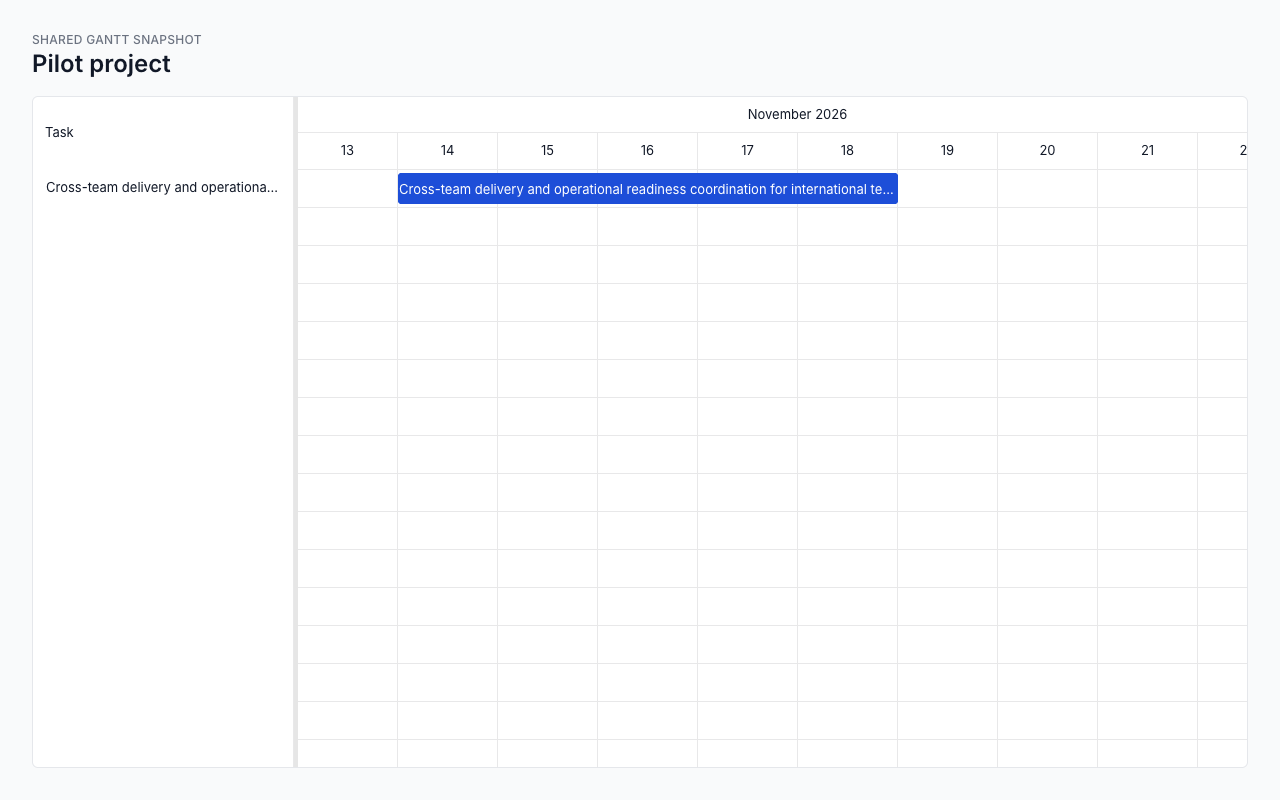 SHARED GANTT SNAPSHOT
Pilot project
Task
November 2026
13 14 15 16 17 18 19 20 21 2
Cross-team delivery and operationa...
Cross-team delivery and operational readiness coordination for international te...